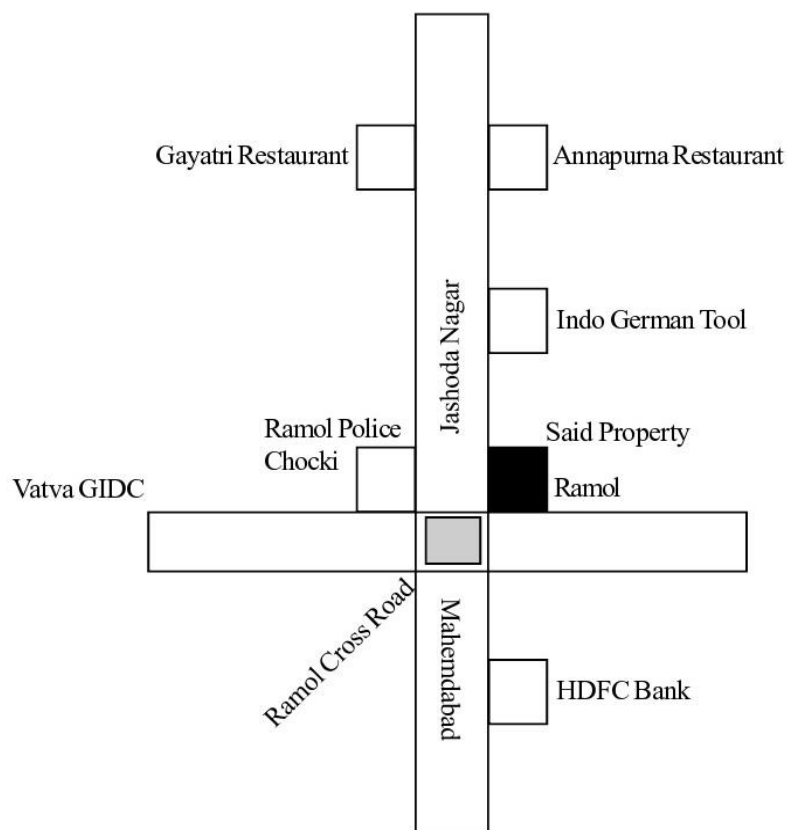 Gayatri Restaurant
Annapurna Restaurant
Jashoda Nagar
Indo German Tool
Ramol Police
Chocki
Said Property
Vatva GIDC
Ramol
Ramol Cross Road
Mahemdabad
HDFC Bank